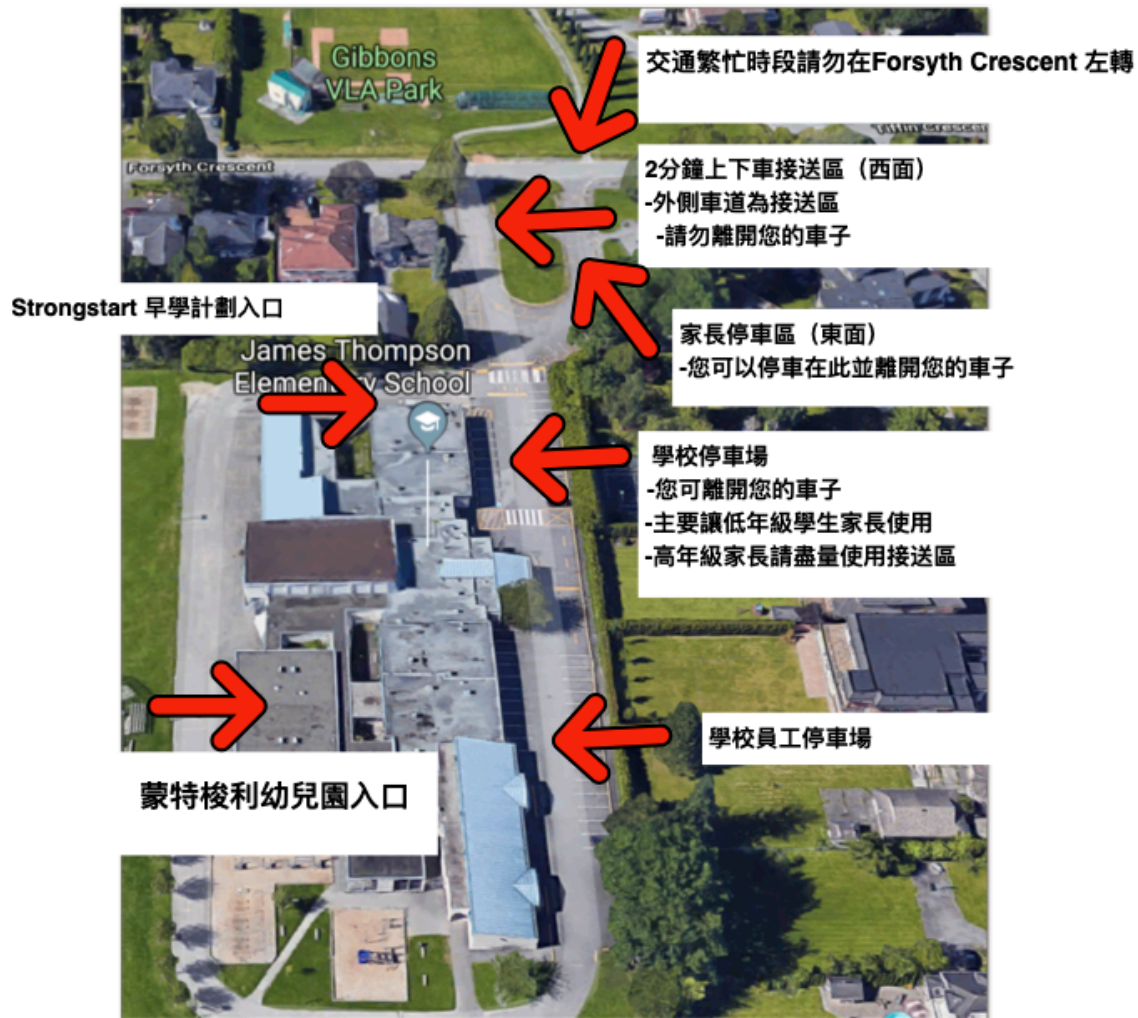 Gibbons
VLA Park
交通繁忙時段請勿在Forsyth Crescent 左轉
Tiffin Crescent
Forsyth Crescent
2分鐘上下車接送區（西面）
-外側車道為接送區
-請勿離開您的車子
Strongstart 早學計劃入口
家長停車區（東面）
-您可以停車在此並離開您的車子
James Thompson
Elementary School
學校停車場
-您可離開您的車子
-主要讓低年級學生家長使用
-高年級家長請盡量使用接送區
學校員工停車場
蒙特梭利幼兒園入口